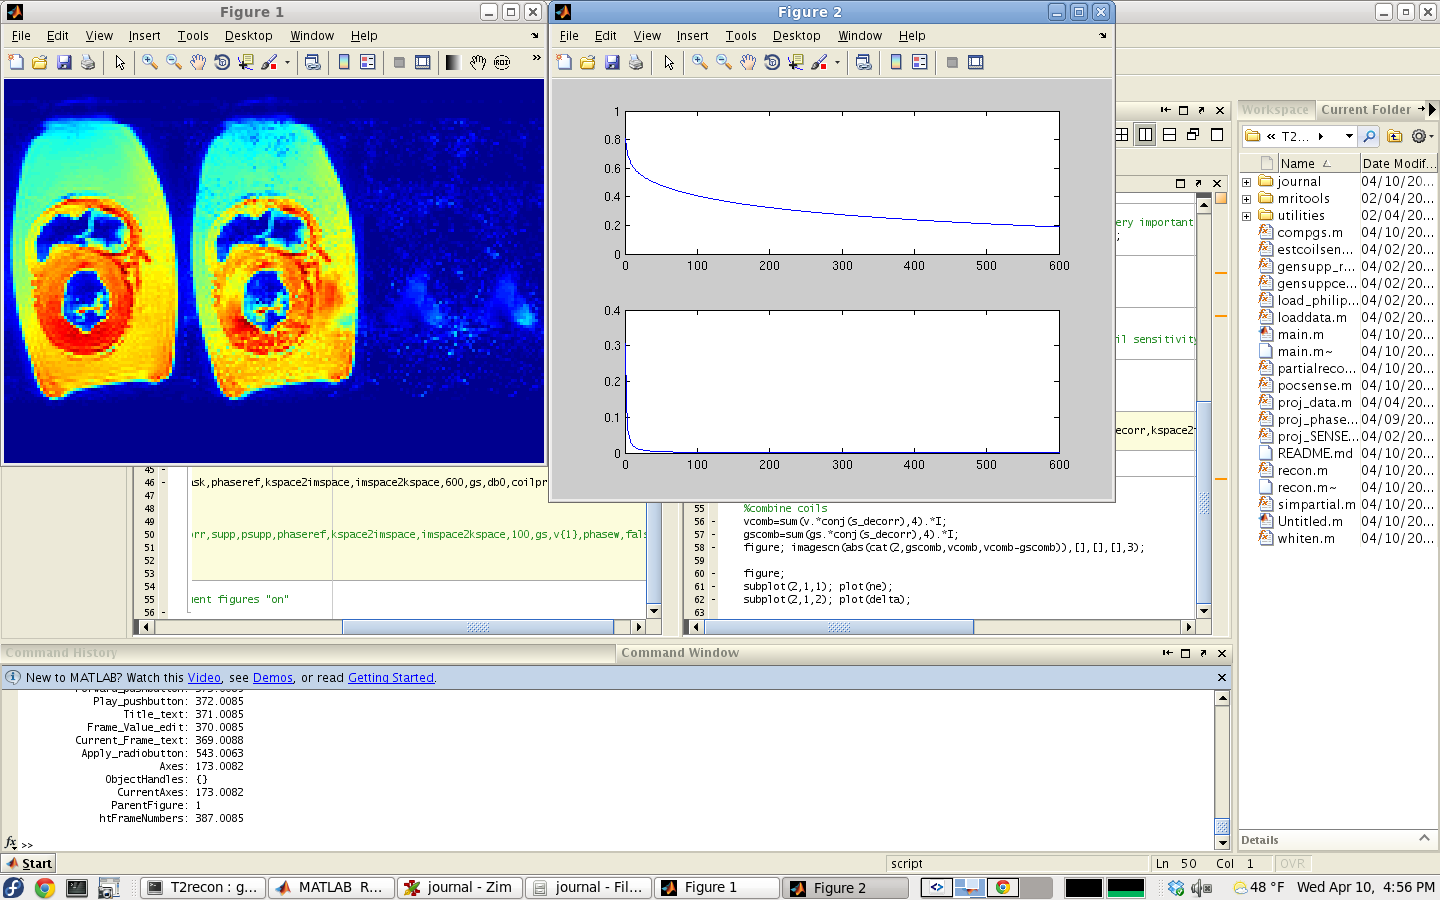 Figure 1
File Edit View Insert Tools Desktop Window Help
Figure 2
File Edit View Insert Tools Desktop Window Help
1
0.8
0.6
0.4
0.2
0
0 100 200 300 400 500 600
0.4
0.3
0.2
0.1
0
0 100 200 300 400 500 600
Workspace Current Folder
« T2...
Name Date Modif...
journal 04/10/20...
mritools 02/04/20...
utilities 02/04/20...
compgs.m 04/10/20...
estcoilsen... 04/02/20...
gensupp_r... 04/02/20...
gensuppce... 04/02/20...
load_philip... 04/02/20...
loaddata.m 04/02/20...
main.m 04/10/20...
main.m~ 04/10/20...
partialreco... 04/10/20...
pocsense.m 04/10/20...
proj_data.m 04/04/20...
proj_phase... 04/09/20...
proj_SENSE... 04/02/20...
README.md 04/10/20...
recon.m 04/10/20...
recon.m~ 04/10/20...
simpartial.m 04/10/20...
Untitled.m 04/10/20...
whiten.m 04/10/20...
Details
ery important
;
il sensitivity
ecorr,kspace2
45
46 - ask,phaseref,kspace2imspace,imspace2kspace,600,gs,db0,coilpr
47
48
49
50 orr,supp,psupp,phaseref,kspace2imspace,imspace2kspace,100,gs,v{1},phasew,fals
51
52
53
54
55 ent figures "on"
56 -
55 %combine coils
56 - vcomb=sum(v.*conj(s_decorr),4).*I;
57 - gscomb=sum(gs.*conj(s_decorr),4).*I;
58 - figure; imagescn(abs(cat(2,gscomb,vcomb,vcomb-gscomb)),[],[],[],3);
59
60 - figure;
61 - subplot(2,1,1); plot(ne);
62 - subplot(2,1,2); plot(delta);
63
Command History
Command Window
New to MATLAB? Watch this Video, see Demos, or read Getting Started.
Play_pushbutton: 372.0085
Title_text: 371.0085
Frame_Value_edit: 370.0085
Current_Frame_text: 369.0088
Apply_radiobutton: 543.0063
Axes: 173.0082
ObjectHandles: {}
CurrentAxes: 173.0082
ParentFigure: 1
htFrameNumbers: 387.0085
fx >>
Start
script
Ln 50 Col 1 OVR
T2recon : g...
MATLAB R...
journal - Zim
journal - Fil...
Figure 1
Figure 2
48 °F Wed Apr 10, 4:56 PM